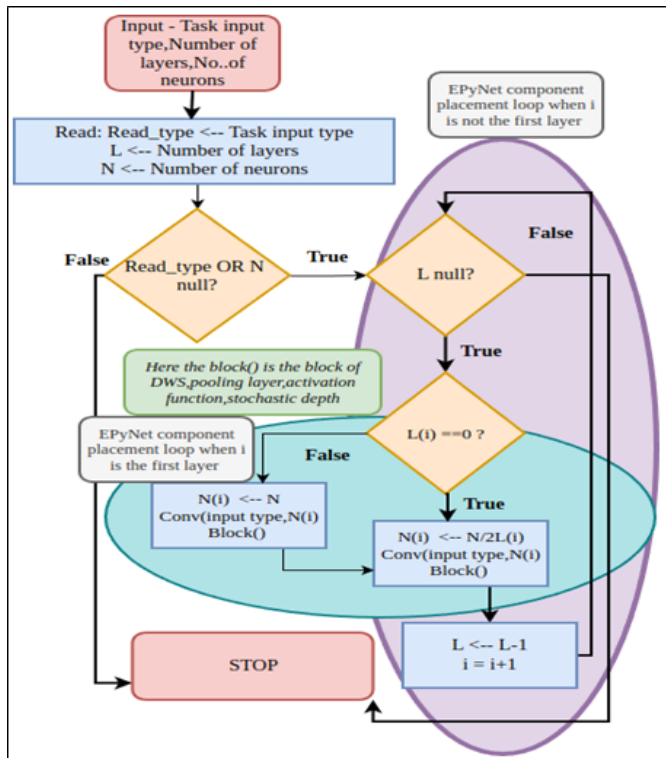 Input - Task input
type,Number of
layers,No..of
neurons
EPyNet component
placement loop when i
is not the first layer
Read: Read_type <-- Task input type
L <-- Number of layers
N <-- Number of neurons
False
True
False
Read_type OR N
null?
L null?
True
Here the block() is the block of
DWS,pooling layer,activation
function,stochastic depth
EPyNet component
placement loop when i
is the first layer
L(i) ==0 ?
False
True
N(i) <-- N
Conv(input type,N(i)
Block()
N(i) <-- N/2L(i)
Conv(input type,N(i)
Block()
STOP
L <-- L-1
i = i+1